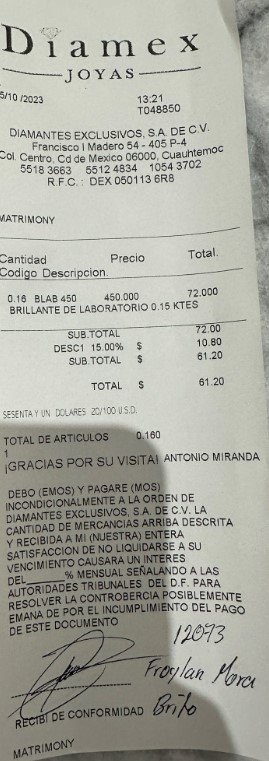 Diamex
JOYAS
5/10 /2023
13:21
T048850
DIAMANTES EXCLUSIVOS, S.A. DE C.V.
Francisco I Madero 54 - 405 P-4
Col. Centro, Cd de Mexico 06000, Cuauhtemoc
5518 3663 5512 4834 1054 3702
R.F.C.: DEX 050113 6R8
MATRIMONY
Cantidad Precio Total.
Codigo Descripcion.
0.16 BLAB 450 450.000 72.000
BRILLANTE DE LABORATORIO 0.15 KTES
SUB.TOTAL 72.00
DESC1 15.00% $ 10.80
SUB.TOTAL $ 61.20
TOTAL $ 61.20
SESENTA Y UN DOLARES 20/100 U.S.D.
TOTAL DE ARTICULOS 0.160
1
¡GRACIAS POR SU VISITA! ANTONIO MIRANDA
DEBO (EMOS) Y PAGARE (MOS)
INCONDICIONALMENTE A LA ORDEN DE
DIAMANTES EXCLUSIVOS, S.A. DE C.V. LA
CANTIDAD DE MERCANCIAS ARRIBA DESCRITA
Y RECIBIDA A MI (NUESTRA) ENTERA
SATISFACCION DE NO LIQUIDARSE A SU
VENCIMIENTO CAUSARA UN INTERES
DEL______% MENSUAL SEÑALANDO A LAS
AUTORIDADES TRIBUNALES DEL D.F. PARA
RESOLVER LA CONTROBERCIA POSIBLEMENTE
EMANA DE POR EL INCUMPLIMIENTO DEL PAGO
DE ESTE DOCUMENTO
12073
Froylan Mora
Brito
RECIBI DE CONFORMIDAD
MATRIMONY